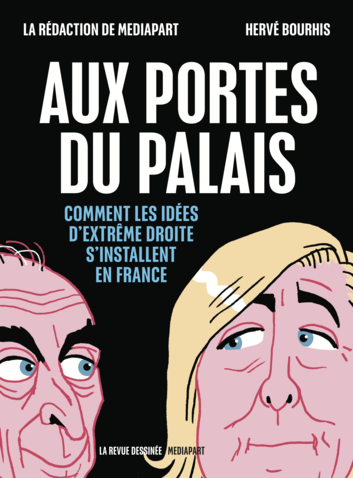 LA RÉDACTION DE MEDIAPART HERVÉ BOURHIS
AUX PORTES
DU PALAIS
COMMENT LES IDÉES
D'EXTRÊME DROITE
S'INSTALLENT
EN FRANCE
LA REVUE DESSINÉE MEDIAPART